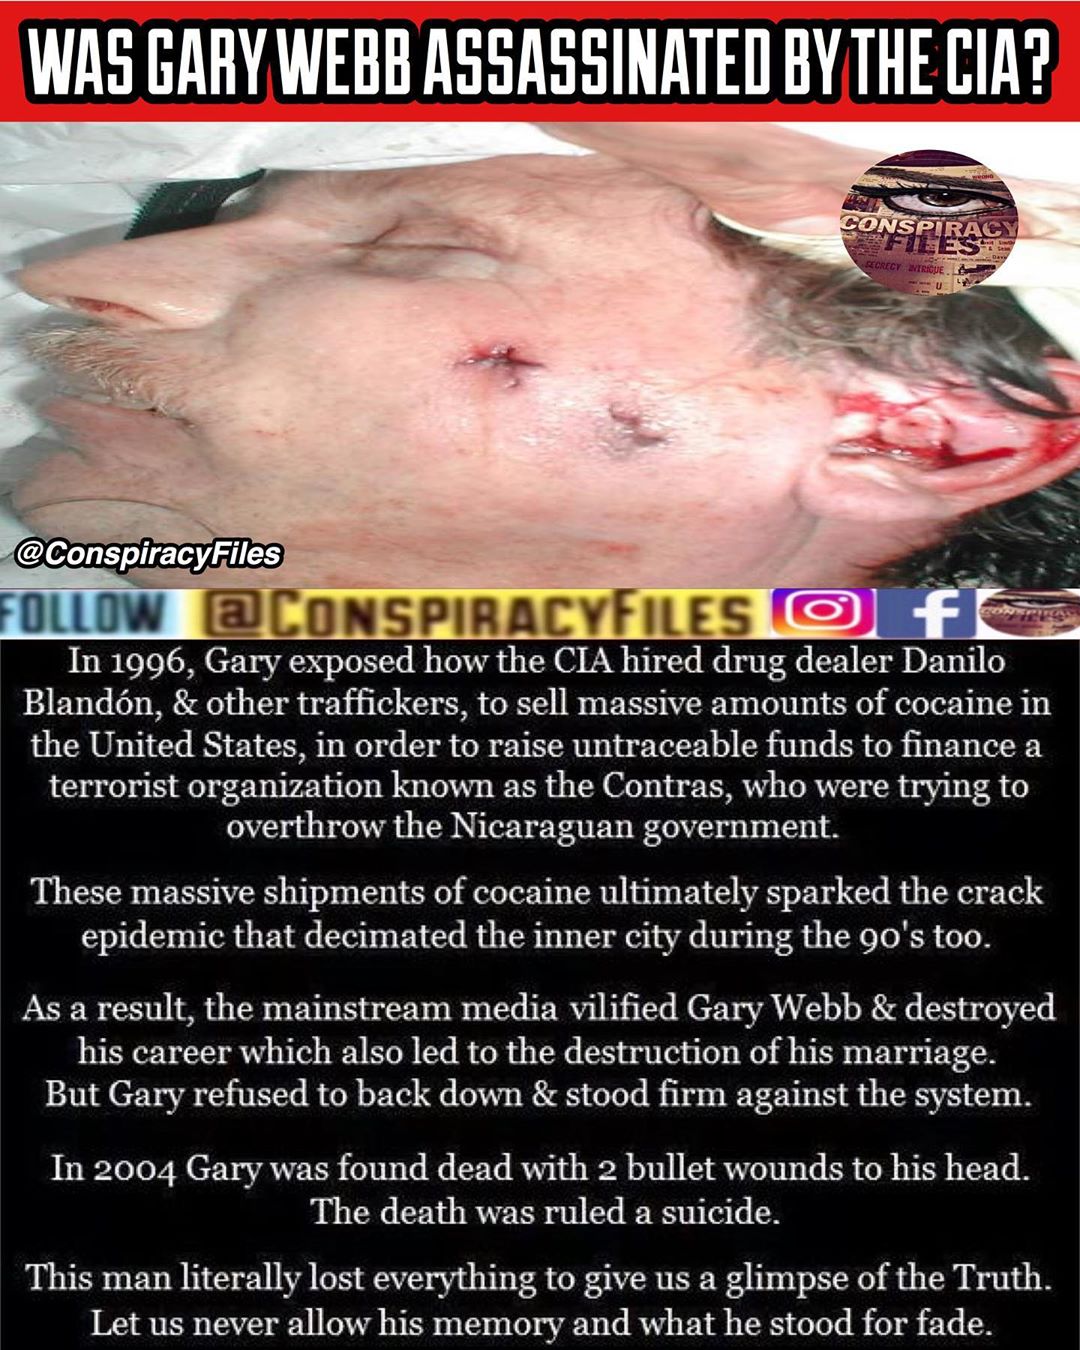 WAS GARY WEBB ASSASSINATED BY THE CIA?
CONSPIRACY
FILES
SECRECY INTRIGUE
@ConspiracyFiles
FOLLOW @CONSPIRACYFILES
In 1996, Gary exposed how the CIA hired drug dealer Danilo
Blandón, & other traffickers, to sell massive amounts of cocaine in
the United States, in order to raise untraceable funds to finance a
terrorist organization known as the Contras, who were trying to
overthrow the Nicaraguan government.
These massive shipments of cocaine ultimately sparked the crack
epidemic that decimated the inner city during the 90's too.
As a result, the mainstream media vilified Gary Webb & destroyed
his career which also led to the destruction of his marriage.
But Gary refused to back down & stood firm against the system.
In 2004 Gary was found dead with 2 bullet wounds to his head.
The death was ruled a suicide.
This man literally lost everything to give us a glimpse of the Truth.
Let us never allow his memory and what he stood for fade.